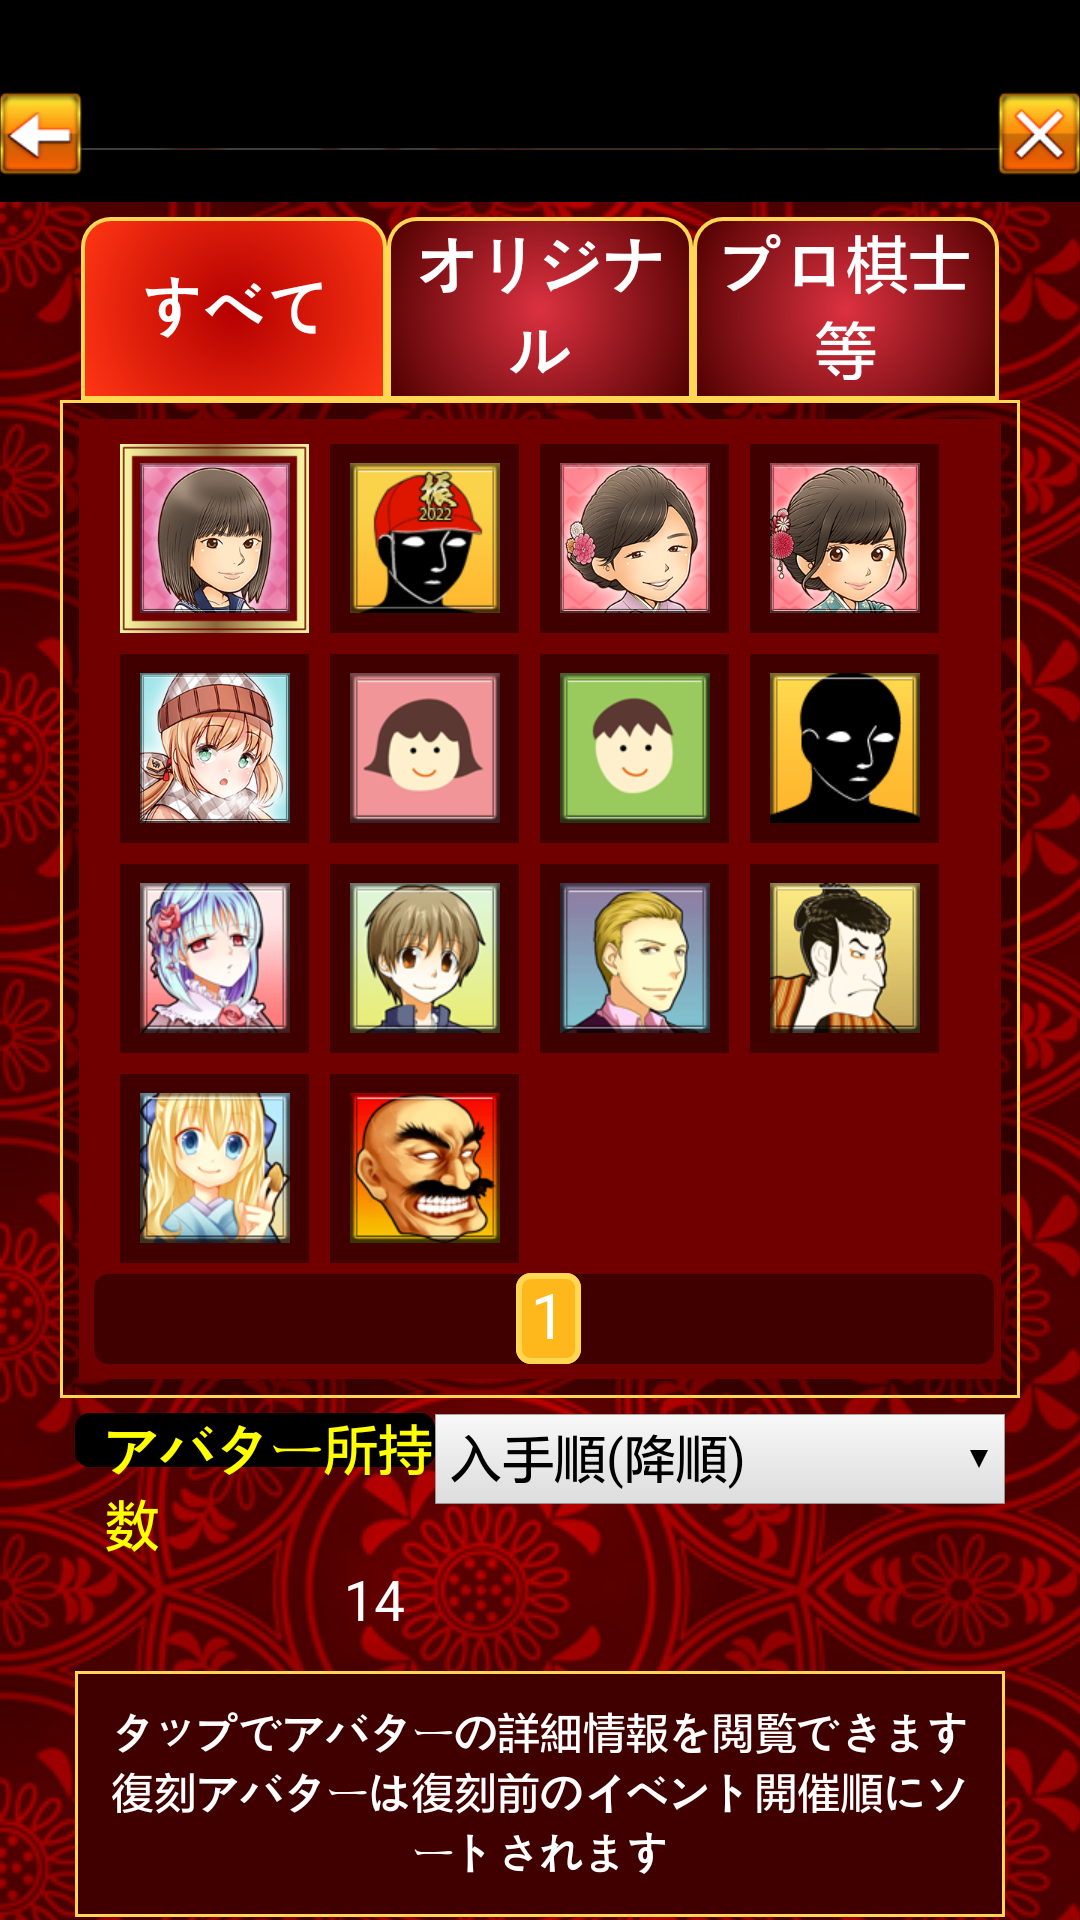 すべて
オリジナ
ル
プロ棋士
等
振
2022
1
アバター所持
数
入手順(降順)
14
タップでアバターの詳細情報を閲覧できます
復刻アバターは復刻前のイベント開催順にソ
ートされます